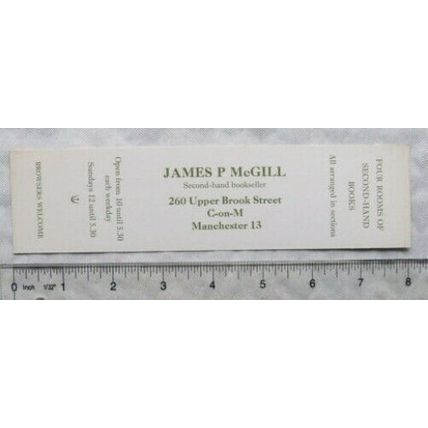 FOUR ROOMS OF
SECOND-HAND
BOOKS
All arranged in sections
JAMES P McGILL
Second-hand bookseller
260 Upper Brook Street
C-on-M
Manchester 13
Open from 10 until 5.30
each weekday
Sundays 12 until 5.30
BROWSERS WELCOME
0 Inch 1/32" 1 2 3 4 5 6 7 8